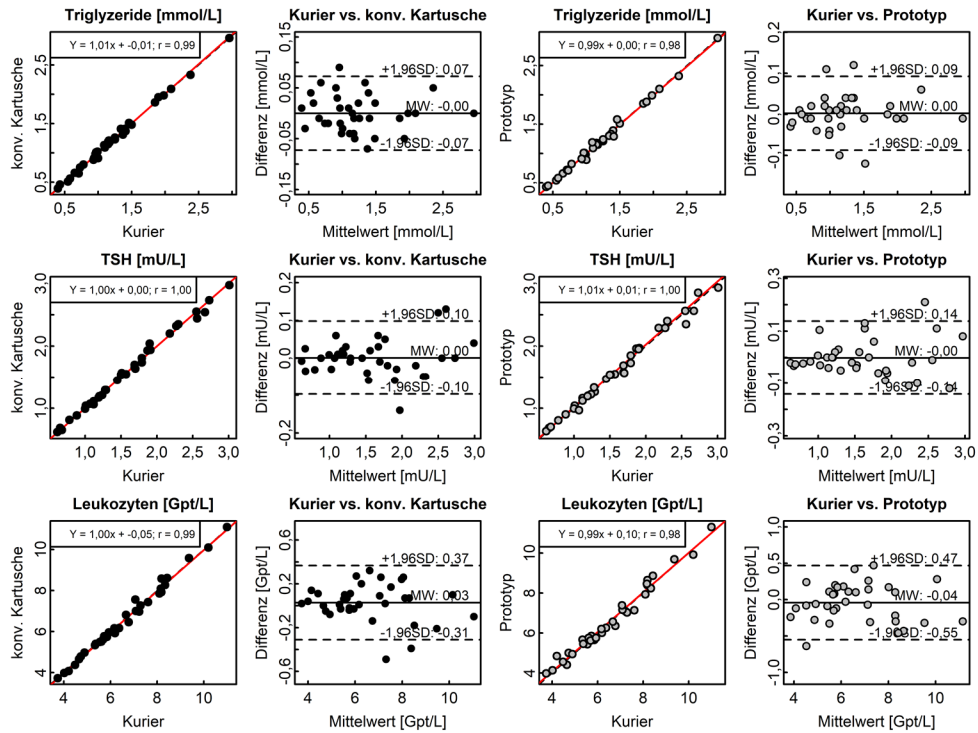 Triglyzeride [mmol/L]
Kurier vs. konv. Kartusche
Triglyzeride [mmol/L]
Kurier vs. Prototyp
konv. Kartusche
0.5
1.5
2.5
Y = 1,01x + -0,01; r = 0,99
0,5
1,5
2,5
Kurier
Differenz [mmol/L]
-0,15
-0,05
0,05
0,15
+1,96SD: 0,07
MW: -0,00
-1,96SD: -0,07
0,5
1,5
2,5
Mittelwert [mmol/L]
Prototyp
0.5
1.5
2.5
Y = 0,99x + 0,00; r = 0,98
0,5
1,5
2,5
Kurier
Differenz [mmol/L]
-0,1
0,0
0,1
0,2
+1,96SD: 0,09
MW: 0,00
-1,96SD: -0,09
0,5
1,5
2,5
Mittelwert [mmol/L]
TSH [mU/L]
Kurier vs. konv. Kartusche
TSH [mU/L]
Kurier vs. Prototyp
konv. Kartusche
1,0
2,0
3,0
Y = 1,00x + 0,00; r = 1,00
1,0
1,5
2,0
2,5
3,0
Kurier
Differenz [mU/L]
-0,2
0,0
0,1
0,2
+1,96SD: 0,10
MW: 0,00
-1,96SD: -0,10
1,0
1,5
2,0
2,5
3,0
Mittelwert [mU/L]
Prototyp
1,0
2,0
3,0
Y = 1,01x + 0,01; r = 1,00
1,0
1,5
2,0
2,5
3,0
Kurier
Differenz [mU/L]
-0,3
-0,1
0,1
0,3
+1,96SD: 0,14
MW: -0,00
-1,96SD: -0,14
1,0
1,5
2,0
2,5
3,0
Mittelwert [mU/L]
Leukozyten [Gpt/L]
Kurier vs. konv. Kartusche
Leukozyten [Gpt/L]
Kurier vs. Prototyp
konv. Kartusche
4
6
8
10
Y = 1,00x + -0,05; r = 0,99
4
6
8
10
Kurier
Differenz [Gpt/L]
-0,6
-0,2
0,2
0,6
+1,96SD: 0,37
MW: 0,03
-1,96SD: -0,31
4
6
8
10
Mittelwert [Gpt/L]
Prototyp
4
6
8
10
Y = 0,99x + 0,10; r = 0,98
4
6
8
10
Kurier
Differenz [Gpt/L]
-1,0
0,0
0,5
1,0
+1,96SD: 0,47
MW: -0,04
-1,96SD: -0,55
4
6
8
10
Mittelwert [Gpt/L]